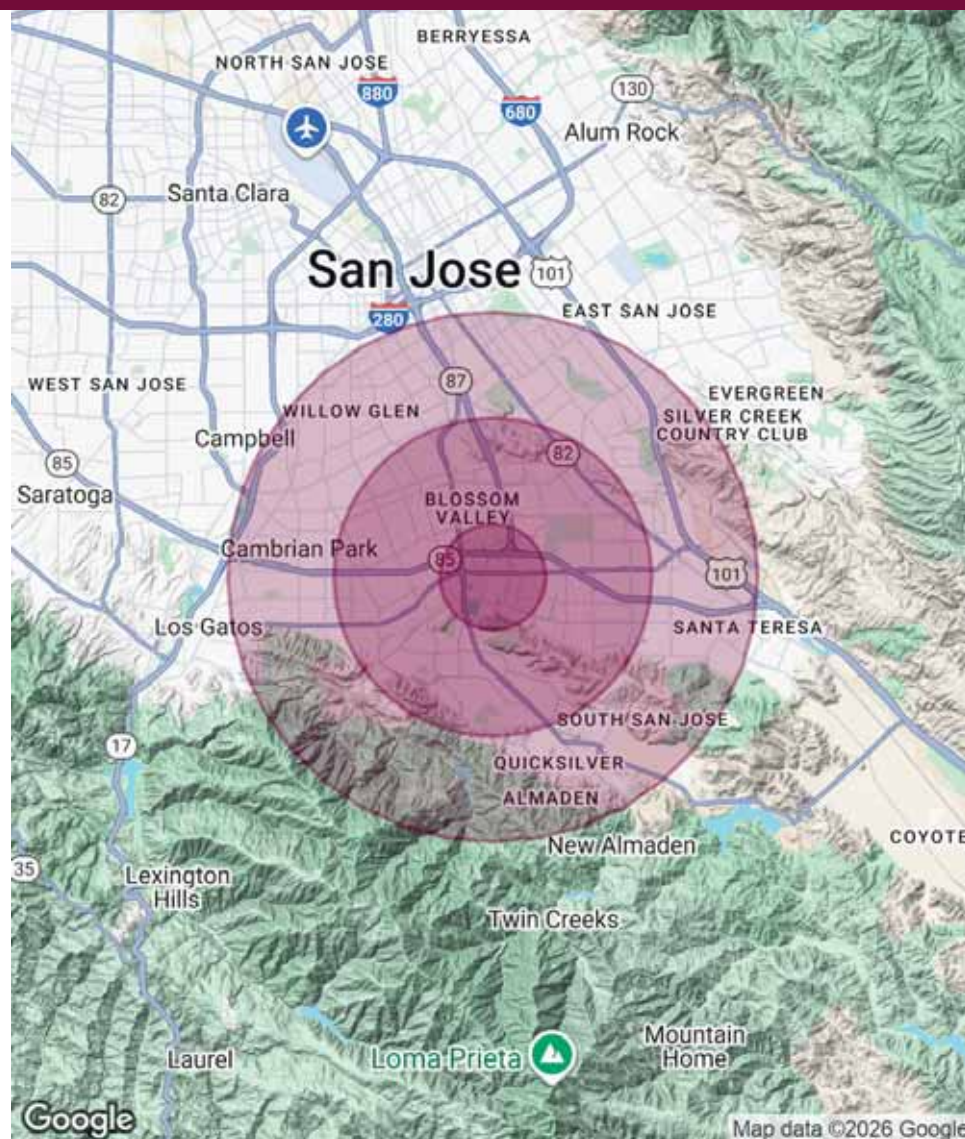 BERRYESSA
NORTH SAN JOSE
880
680
130
Alum Rock
82
Santa Clara
San Jose
101
280
EAST SAN JOSE
87
WEST SAN JOSE
WILLOW GLEN
EVERGREEN
SILVER CREEK
COUNTRY CLUB
Campbell
82
85
Saratoga
BLOSSOM
VALLEY
Cambrian Park
85
101
Los Gatos
SANTA TERESA
SOUTH SAN JOSE
17
QUICKSILVER
ALMADEN
New Almaden
COYOTE
35
Lexington
Hills
Twin Creeks
Mountain
Home
Laurel
Loma Prieta
Google
Map data ©2026 Google